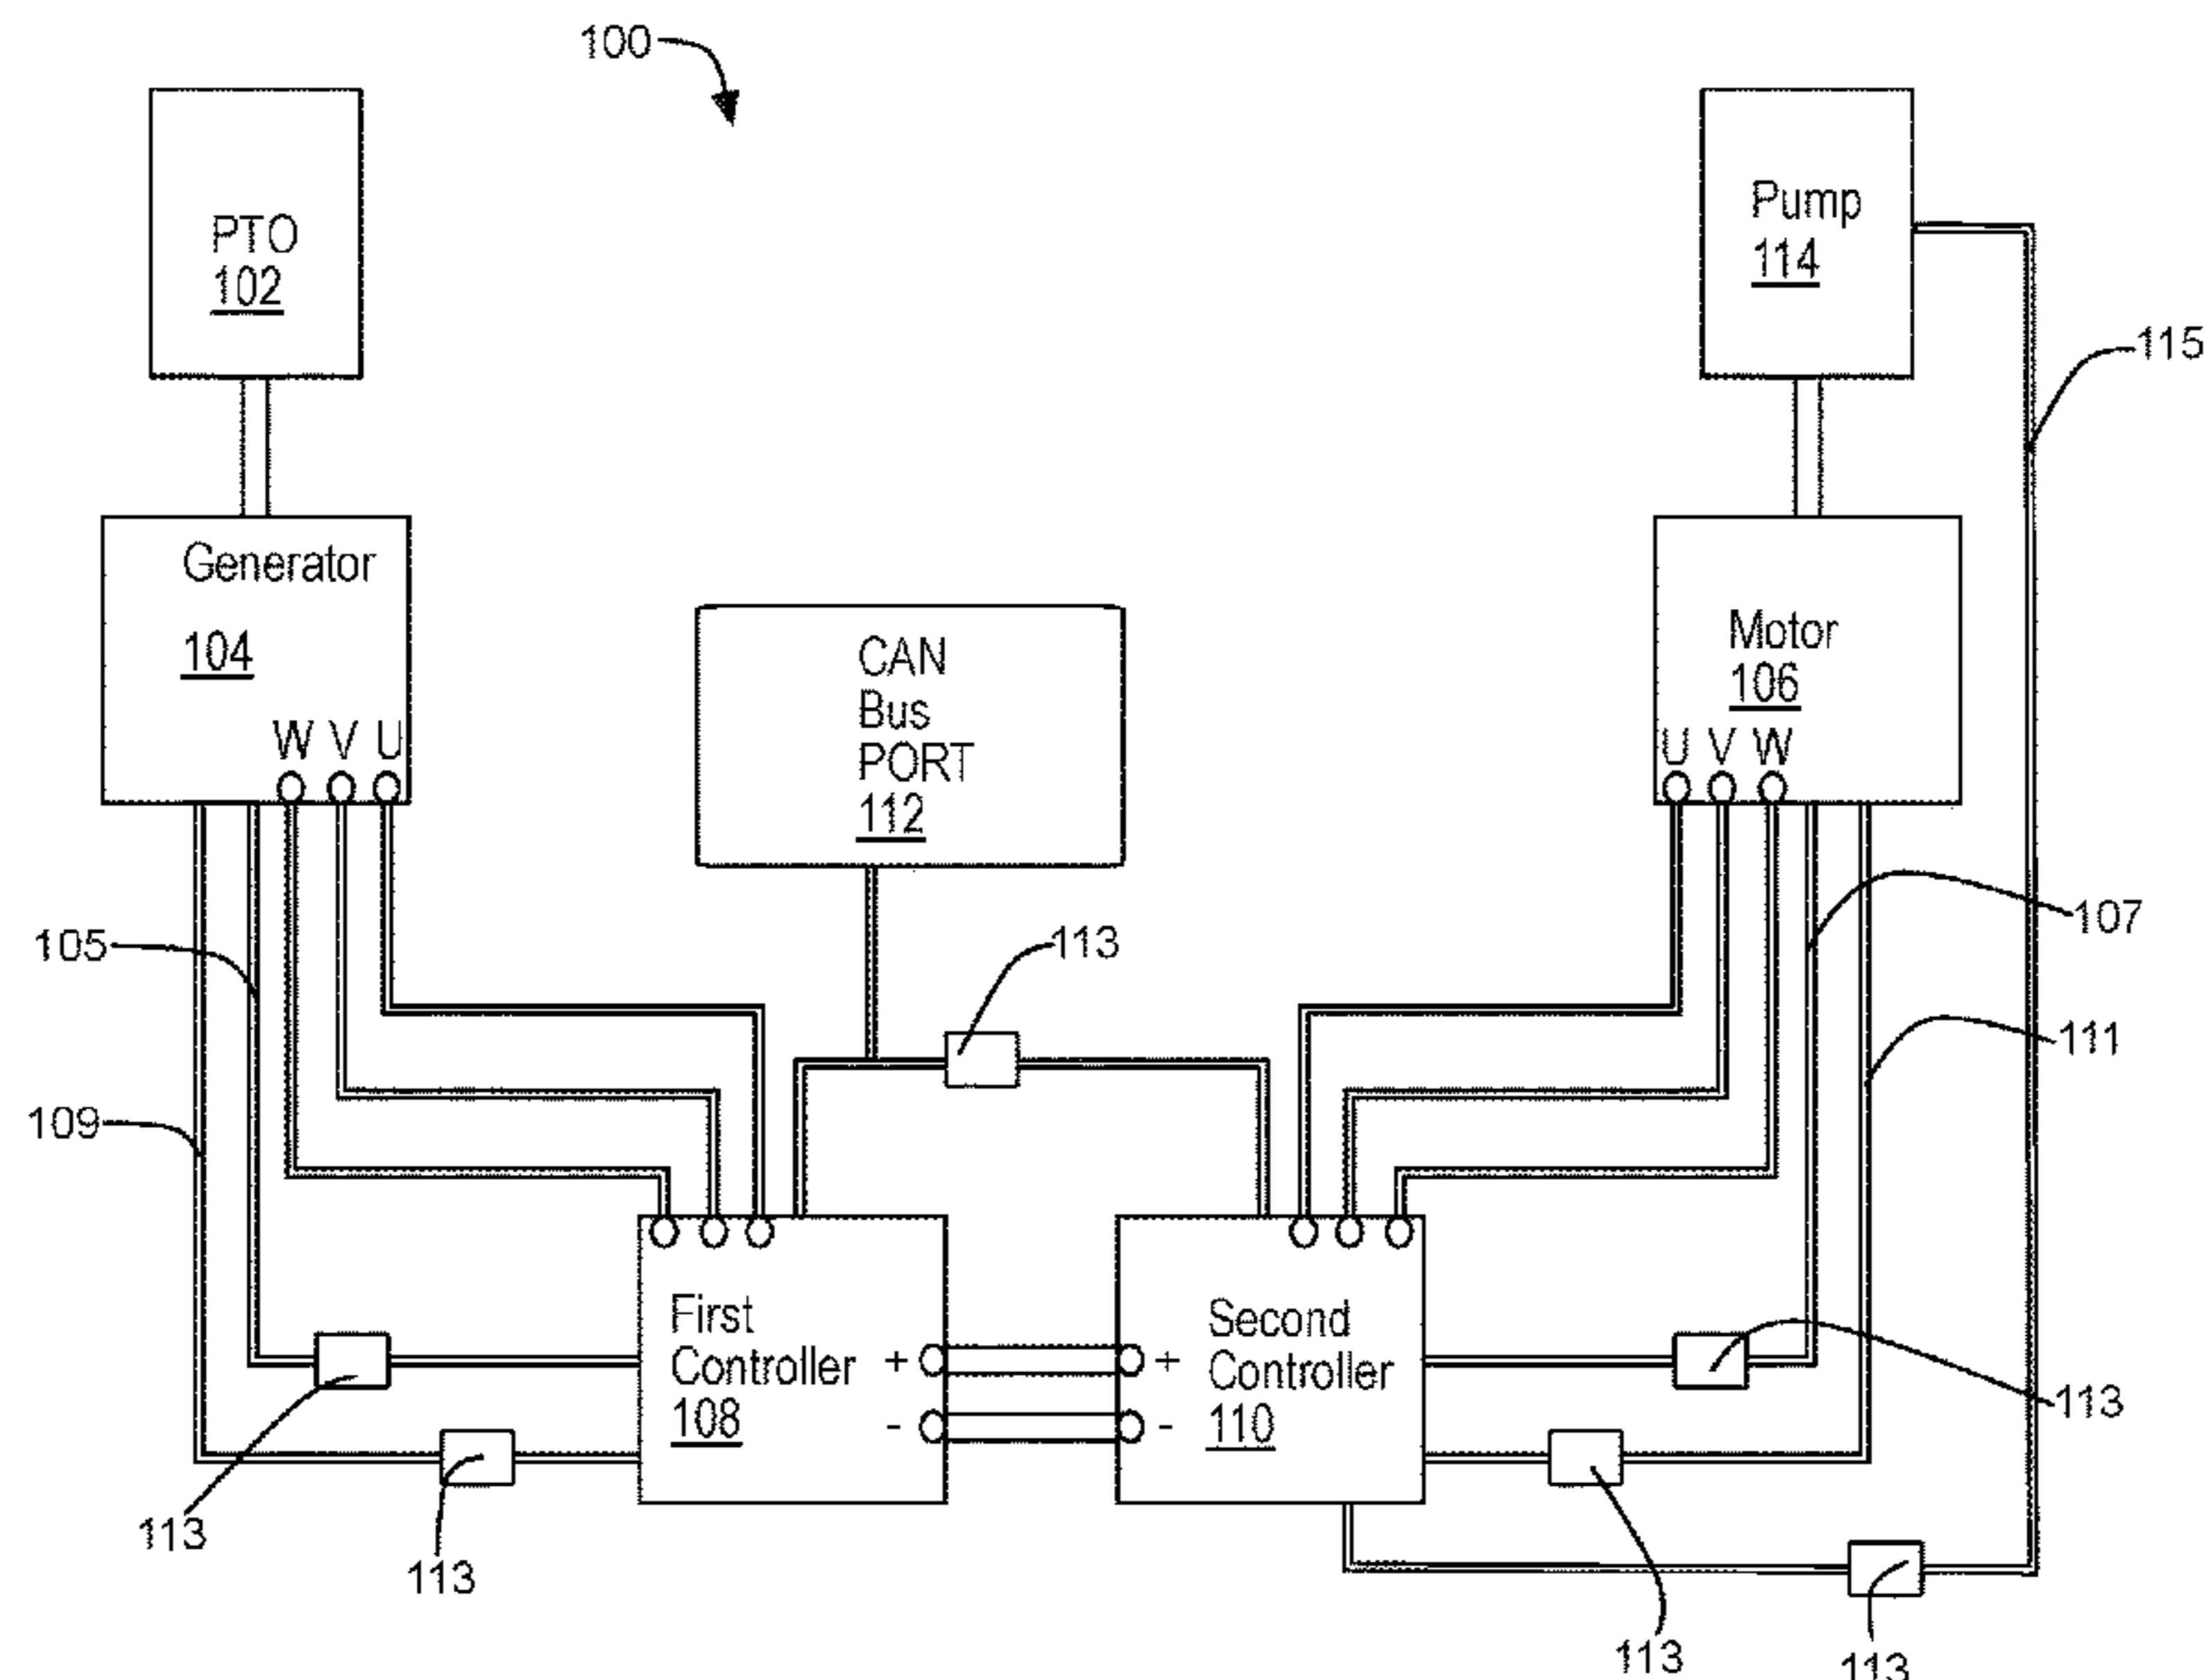 100
PTO
102
Pump
114
115
Generator
104
W V U
CAN
Bus
PORT
112
Motor
106
U V W
105
113
107
111
109
First
Controller
108
+
-
Second
Controller
110
+
-
113
113
113
113
113